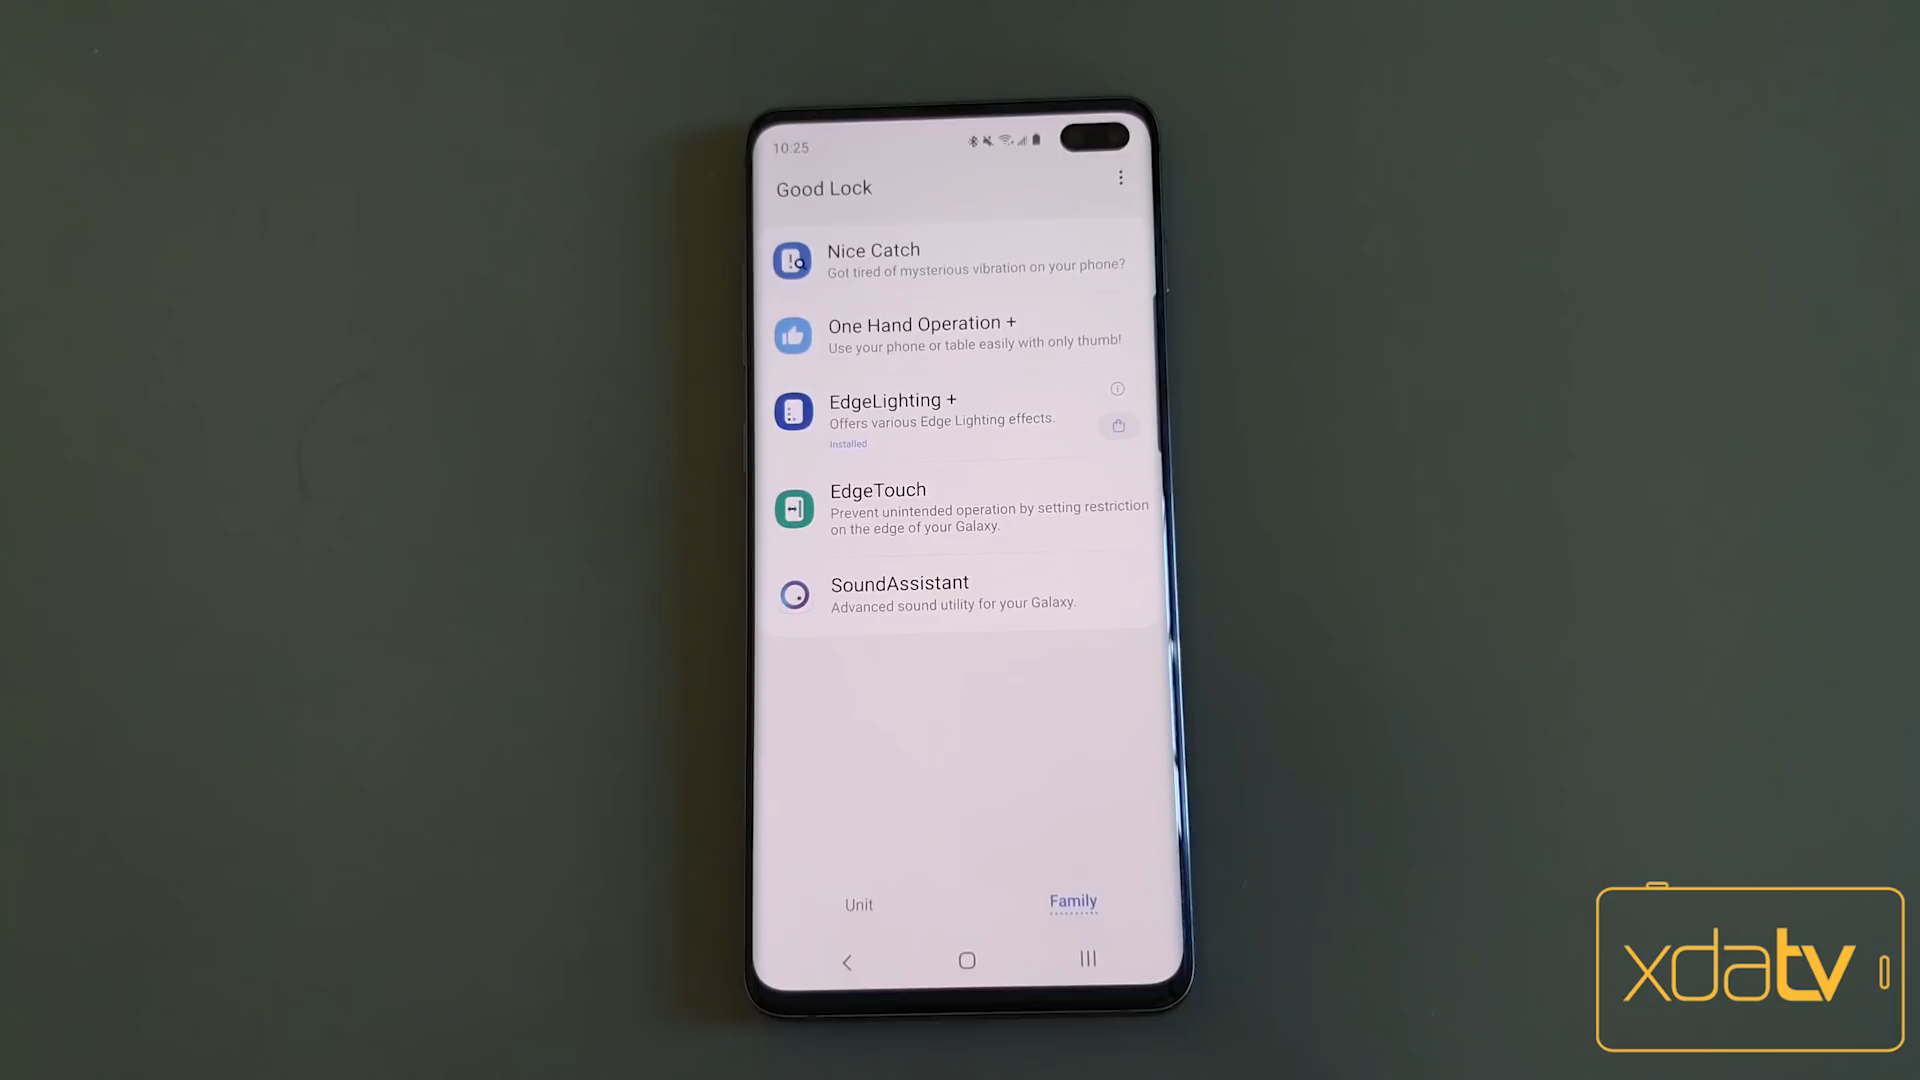 10.25
Good Lock
Nice Catch
Got tired of mysterious vibration on your phone?
One Hand Operation +
Use your phone or table easily with only thumb!
EdgeLighting +
Offers various Edge Lighting effects.
Installed
EdgeTouch
Prevent unintended operation by setting restriction
on the edge of your Galaxy.
SoundAssistant
Advanced sound utility for your Galaxy.
Unit
Family
xdatv